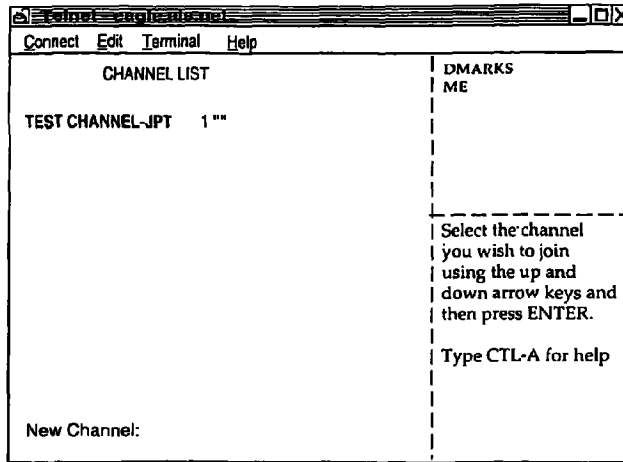 Telnet -
Connect Edit Terminal Help
CHANNEL LIST
TEST CHANNEL-JPT 1 ""
New Channel:
DMARKS
ME
Select the channel
you wish to join
using the up and
down arrow keys and
then press ENTER.
Type CTL-A for help